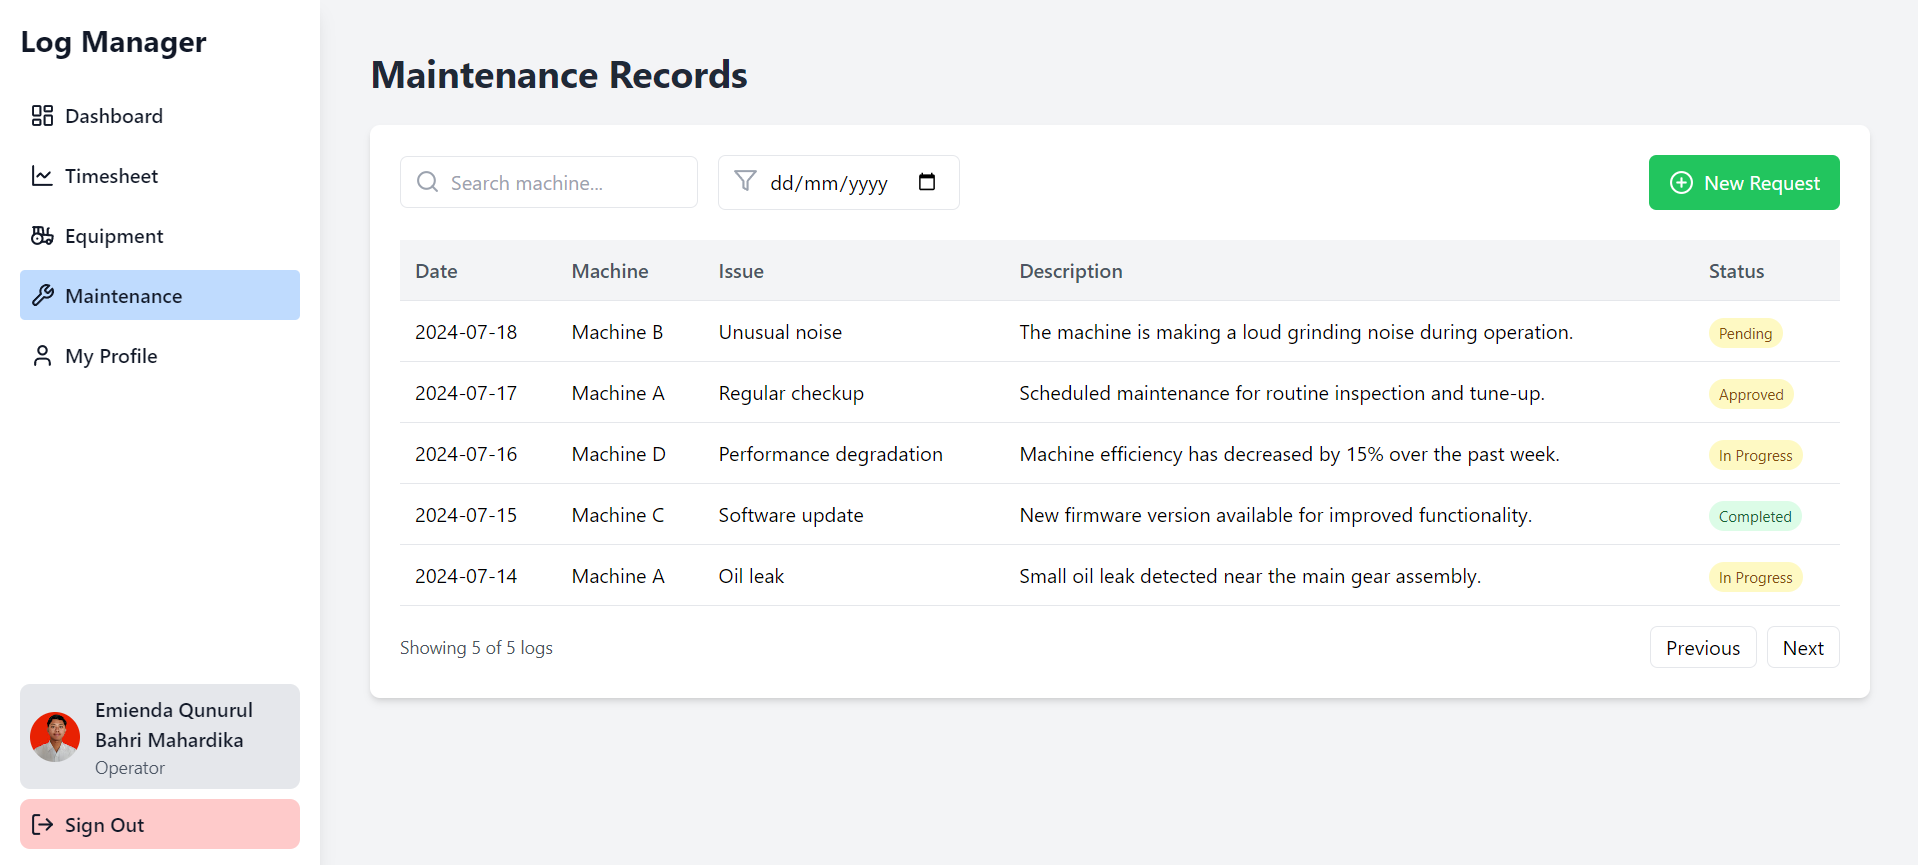 Log Manager
Dashboard
Timesheet
Equipment
Maintenance
My Profile
Emienda Qunurul
Bahri Mahardika
Operator
Sign Out
Maintenance Records
Search machine...
dd/mm/yyyy
New Request
Date Machine Issue Description Status
2024-07-18 Machine B Unusual noise The machine is making a loud grinding noise during operation. Pending
2024-07-17 Machine A Regular checkup Scheduled maintenance for routine inspection and tune-up. Approved
2024-07-16 Machine D Performance degradation Machine efficiency has decreased by 15% over the past week. In Progress
2024-07-15 Machine C Software update New firmware version available for improved functionality. Completed
2024-07-14 Machine A Oil leak Small oil leak detected near the main gear assembly. In Progress
Showing 5 of 5 logs
Previous Next